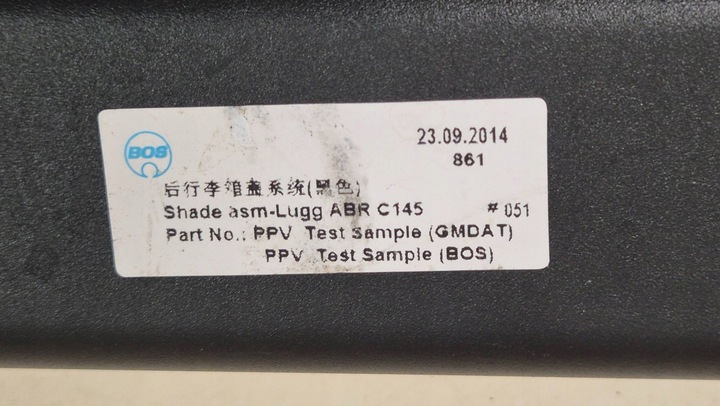 23.09.2014
BOS
861
后行李箱盖系统(黑色)
Shade asm-Lugg ABR C145 # 051
Part No.: PPV Test Sample (GMDAT)
PPV Test Sample (BOS)